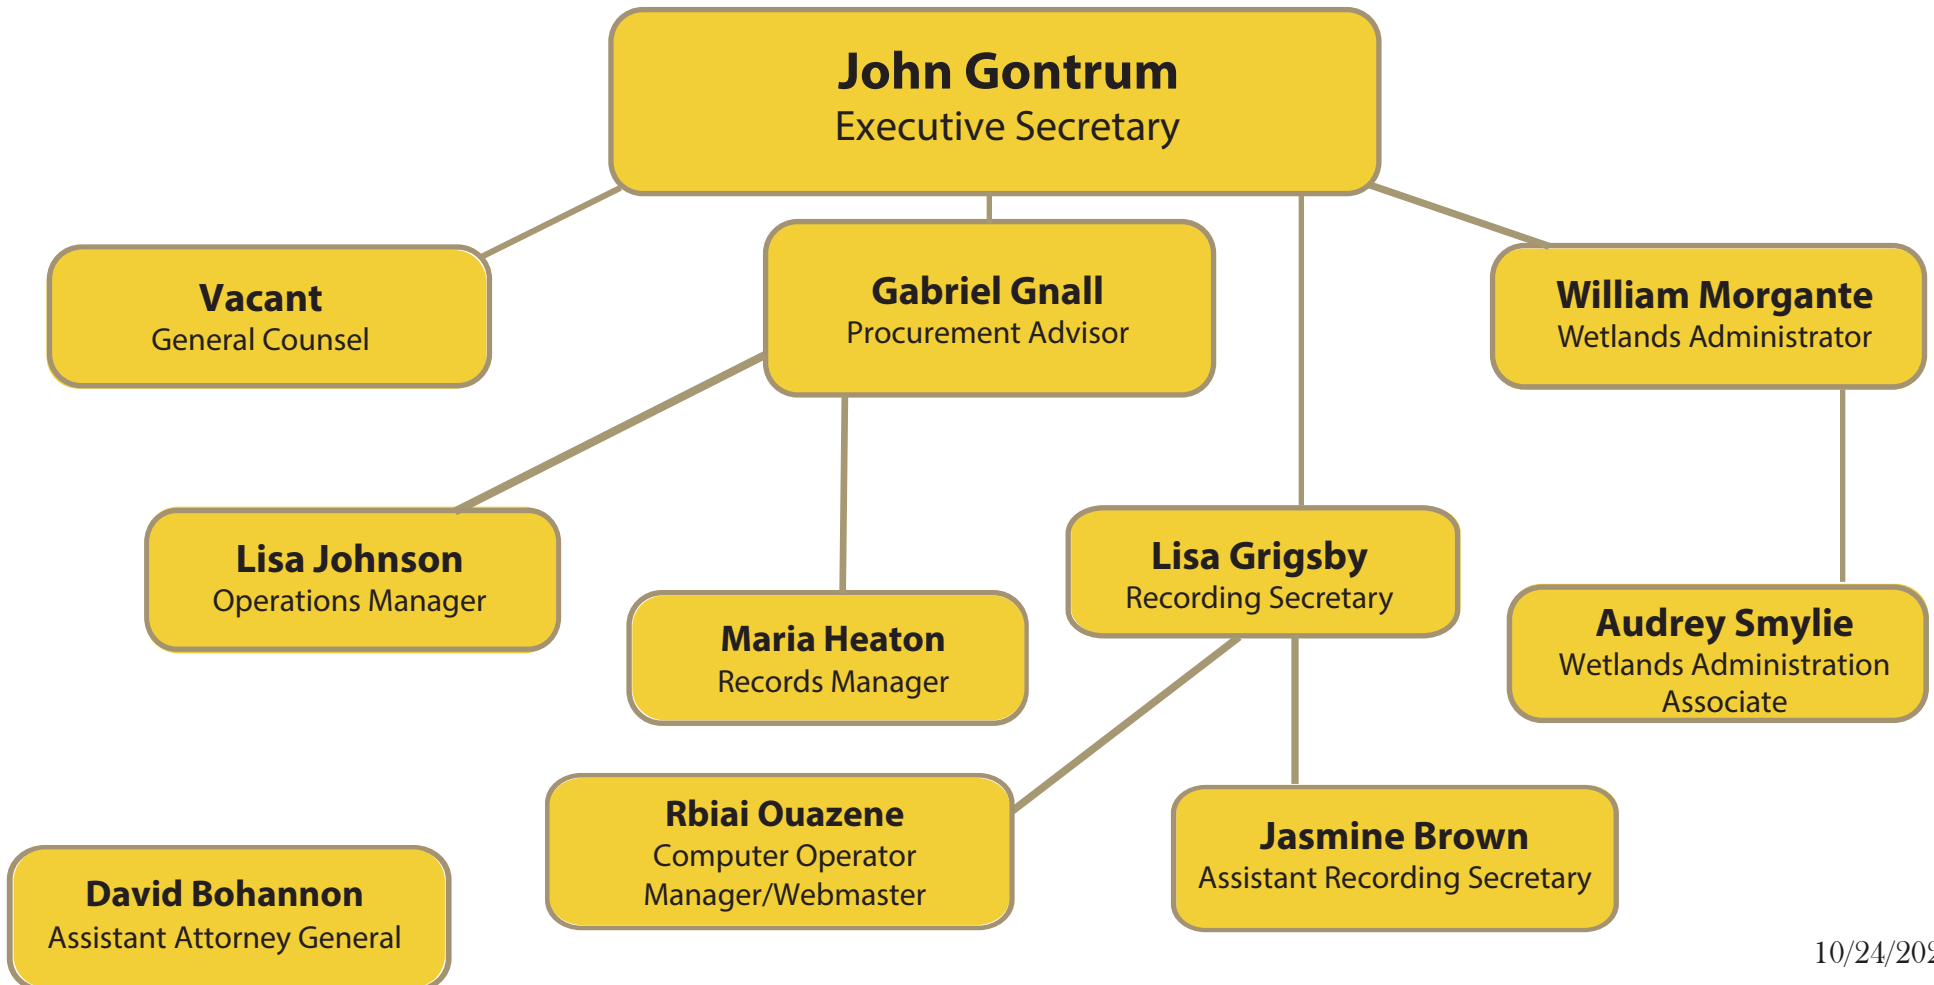 John Gontrum
Executive Secretary
Vacant
General Counsel
Gabriel Gnall
Procurement Advisor
William Morgante
Wetlands Administrator
Lisa Johnson
Operations Manager
Maria Heaton
Records Manager
Lisa Grigsby
Recording Secretary
Audrey Smylie
Wetlands Administration
Associate
Rbiai Ouazene
Computer Operator
Manager/Webmaster
Jasmine Brown
Assistant Recording Secretary
David Bohannon
Assistant Attorney General